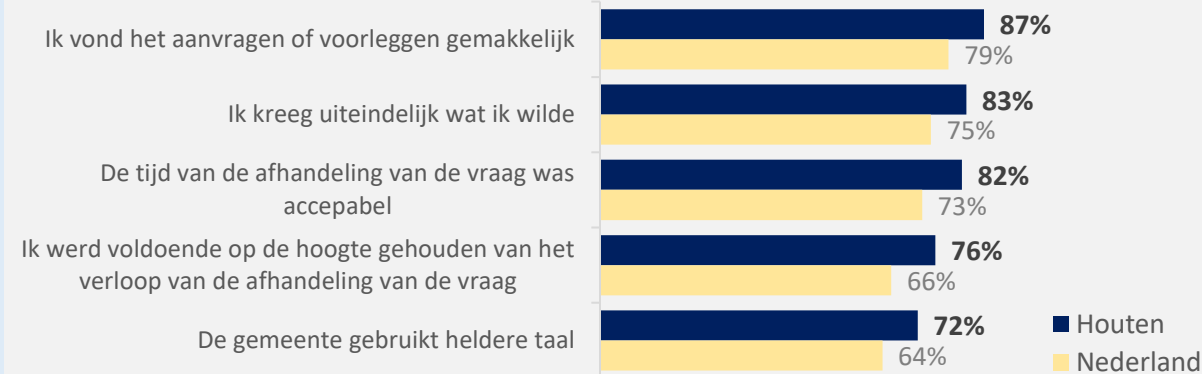 Ik vond het aanvragen of voorleggen gemakkelijk
87%
79%
Ik kreeg uiteindelijk wat ik wilde
83%
75%
De tijd van de afhandeling van de vraag was
accepabel
82%
73%
Ik werd voldoende op de hoogte gehouden van het
verloop van de afhandeling van de vraag
76%
66%
De gemeente gebruikt heldere taal
72%
64%
Houten
Nederland